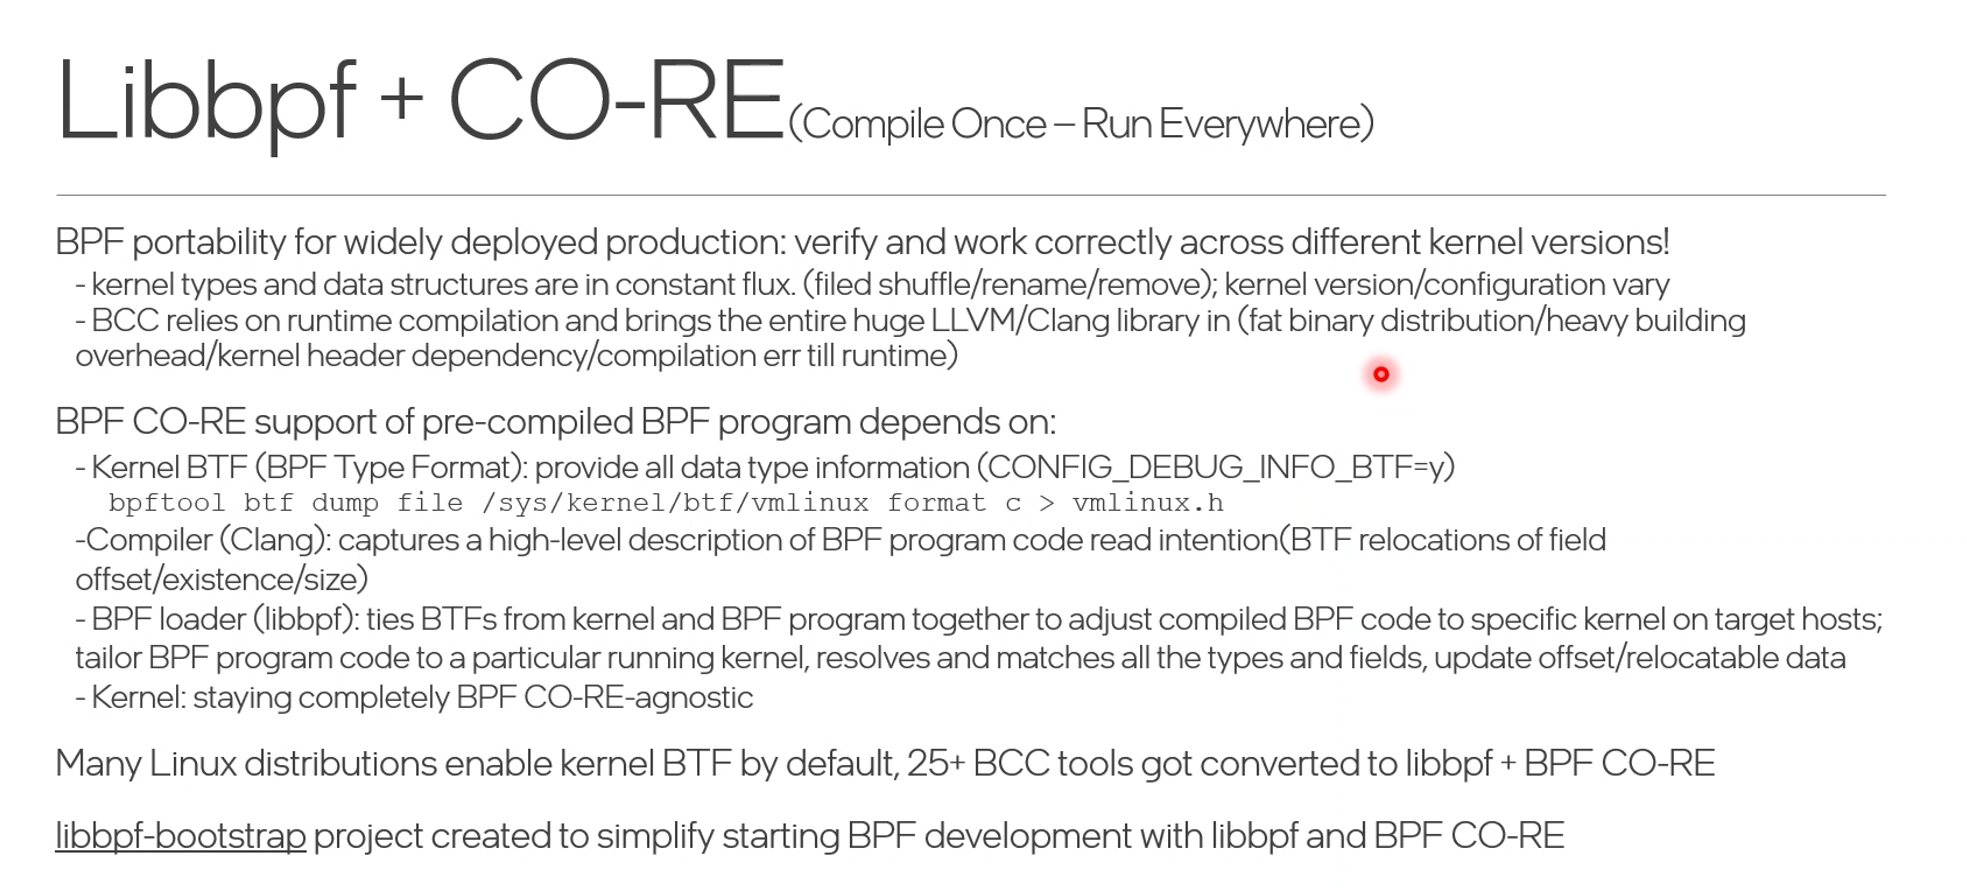 Libbpf + CO-RE (Compile Once – Run Everywhere)
BPF portability for widely deployed production: verify and work correctly across different kernel versions!
- kernel types and data structures are in constant flux. (filed shuffle/rename/remove); kernel version/configuration vary
- BCC relies on runtime compilation and brings the entire huge LLVM/Clang library in (fat binary distribution/heavy building
overhead/kernel header dependency/compilation err till runtime)
BPF CO-RE support of pre-compiled BPF program depends on:
- Kernel BTF (BPF Type Format): provide all data type information (CONFIG_DEBUG_INFO_BTF=y)
bpftool btf dump file /sys/kernel/btf/vmlinux format c > vmlinux.h
-Compiler (Clang): captures a high-level description of BPF program code read intention(BTF relocations of field
offset/existence/size)
- BPF loader (libbpf): ties BTFs from kernel and BPF program together to adjust compiled BPF code to specific kernel on target hosts;
tailor BPF program code to a particular running kernel, resolves and matches all the types and fields, update offset/relocatable data
- Kernel: staying completely BPF CO-RE-agnostic
Many Linux distributions enable kernel BTF by default, 25+ BCC tools got converted to libbpf + BPF CO-RE
libbpf-bootstrap project created to simplify starting BPF development with libbpf and BPF CO-RE